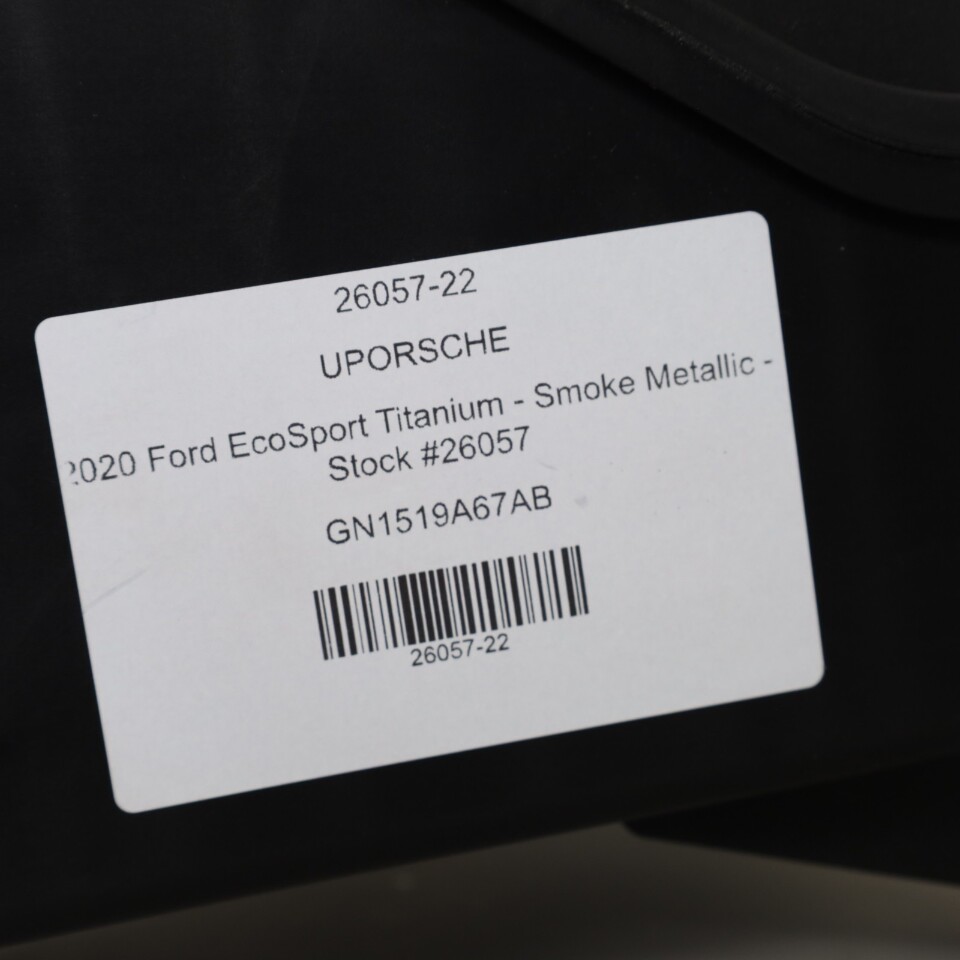 26057-22
UPORSCHE
2020 Ford EcoSport Titanium - Smoke Metallic -
Stock #26057
GN1519A67AB
26057-22